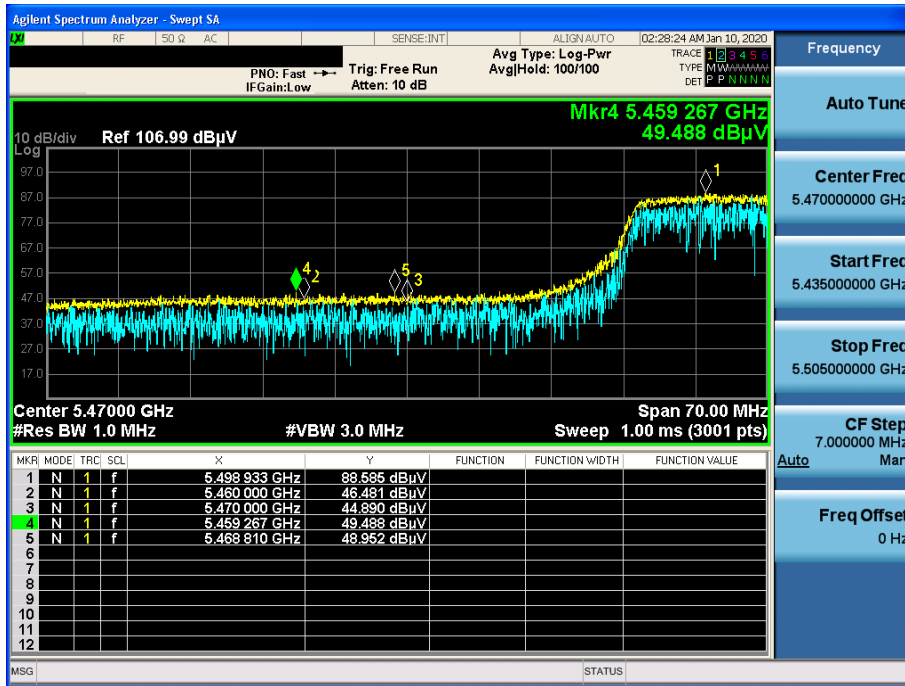 Agilent Spectrum Analyzer - Swept SA
LXI RF 50 Ω AC SENSE:INT ALIGN AUTO 02:28:24 AM Jan 10, 2020
Frequency
PNO: Fast
IFGain:Low
Trig: Free Run
Atten: 10 dB
Avg Type: Log-Pwr
Avg|Hold: 100/100
TRACE 1 2 3 4 5 6
TYPE M WWWWW
DET P P N N N N
Mkr4 5.459 267 GHz
49.488 dBµV
10 dB/div Ref 106.99 dBµV
Log
97.0
87.0
77.0
67.0
57.0
47.0
37.0
27.0
17.0
1
4
2
5
3
Center 5.47000 GHz Span 70.00 MHz
#Res BW 1.0 MHz #VBW 3.0 MHz Sweep 1.00 ms (3001 pts)
MKR MODE TRC SCL X Y FUNCTION FUNCTION WIDTH FUNCTION VALUE
1 N 1 f 5.498 933 GHz 88.585 dBµV
2 N 1 f 5.460 000 GHz 46.481 dBµV
3 N 1 f 5.470 000 GHz 44.890 dBµV
4 N 1 f 5.459 267 GHz 49.488 dBµV
5 N 1 f 5.468 810 GHz 48.952 dBµV
6
7
8
9
10
11
12
MSG STATUS
Auto Tune
Center Freq
5.470000000 GHz
Start Freq
5.435000000 GHz
Stop Freq
5.505000000 GHz
CF Step
7.000000 MHz
Auto Man
Freq Offset
0 Hz